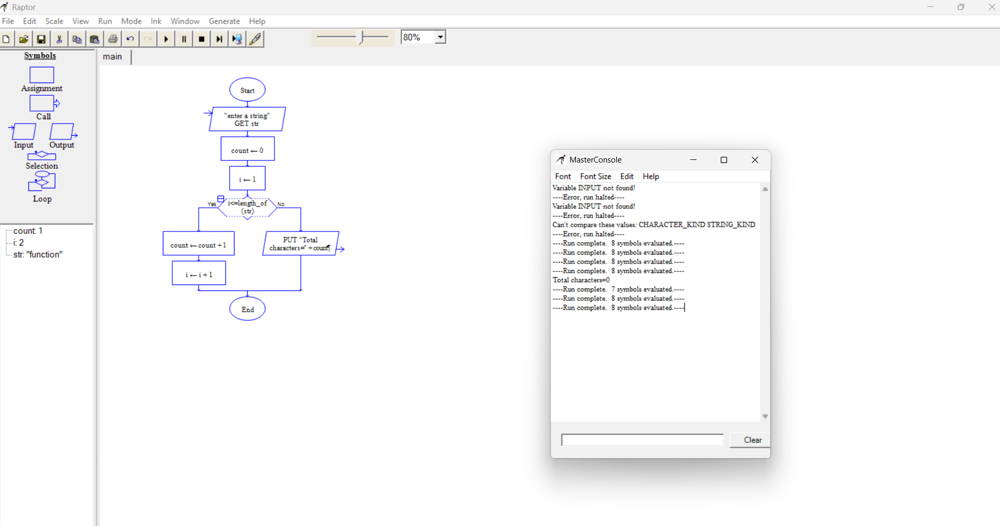 Raptor
File Edit Scale View Run Mode Ink Window Generate Help
80%
Symbols
Assignment
Call
Input Output
Selection
Loop
count: 1
i: 2
str: "function"
main
Start
"enter a string"
GET str
count ← 0
i ← 1
Yes
i<=length_of
(str)
No
count ← count + 1
i ← i + 1
PUT "Total
characters=" + count¶
End
MasterConsole
Font Font Size Edit Help
Variable INPUT not found!
----Error, run halted----
Variable INPUT not found!
----Error, run halted----
Can't compare these values: CHARACTER_KIND STRING_KIND
----Error, run halted----
----Run complete. 8 symbols evaluated.----
----Run complete. 8 symbols evaluated.----
----Run complete. 8 symbols evaluated.----
----Run complete. 8 symbols evaluated.----
Total characters=0
----Run complete. 7 symbols evaluated.----
----Run complete. 8 symbols evaluated.----
----Run complete. 8 symbols evaluated.----
Clear